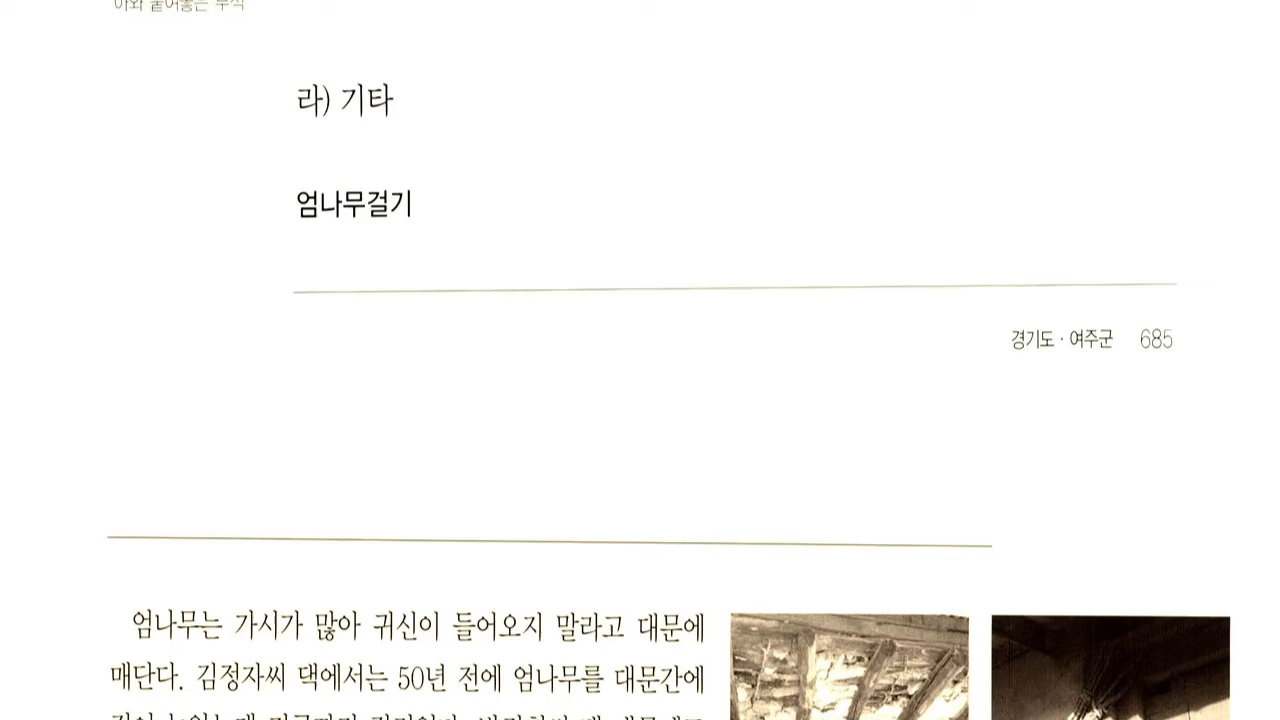 라) 기타
엄나무걸기
경기도 · 여주군 685
엄나무는 가시가 많아 귀신이 들어오지 말라고 대문에
매단다. 김정자씨 댁에서는 50년 전에 엄나무를 대문간에